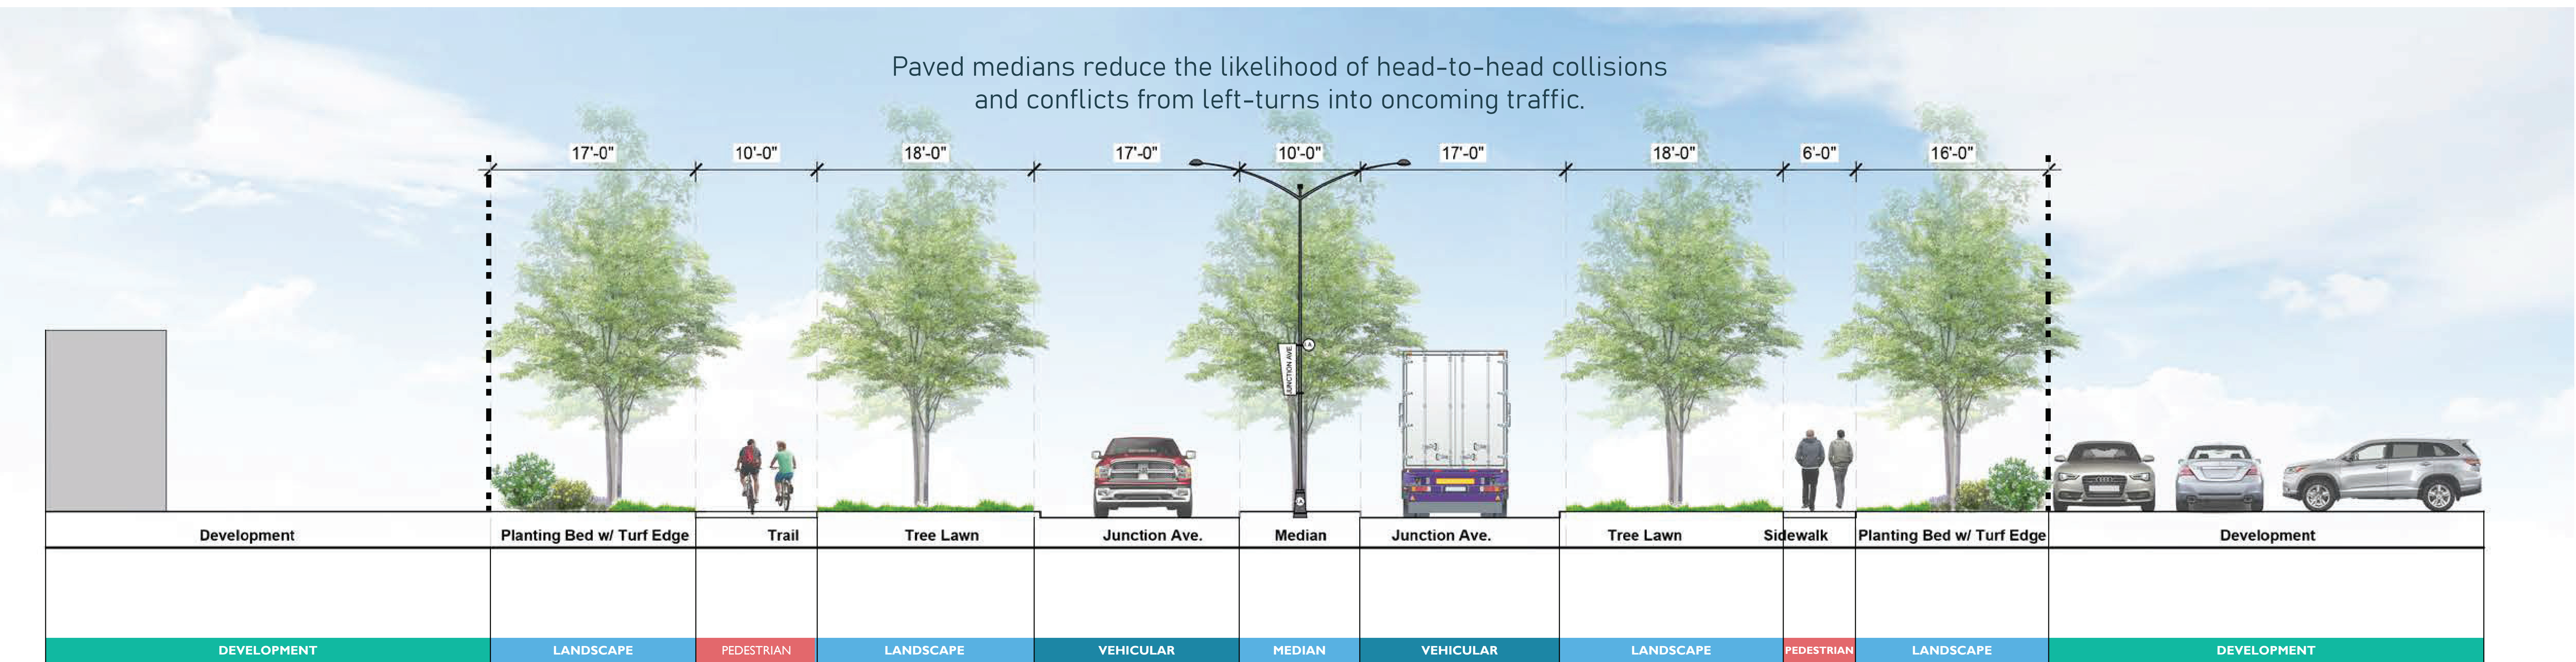 Paved medians reduce the likelihood of head-to-head collisions
and conflicts from left-turns into oncoming traffic.
17'-0" 10'-0" 18'-0" 17'-0" 10'-0" 17'-0" 18'-0" 6'-0" 16'-0"
JUNCTION AVE
Development Planting Bed w/ Turf Edge Trail Tree Lawn Junction Ave. Median Junction Ave. Tree Lawn Sidewalk Planting Bed w/ Turf Edge Development
DEVELOPMENT LANDSCAPE PEDESTRIAN LANDSCAPE VEHICULAR MEDIAN VEHICULAR LANDSCAPE PEDESTRIAN LANDSCAPE DEVELOPMENT